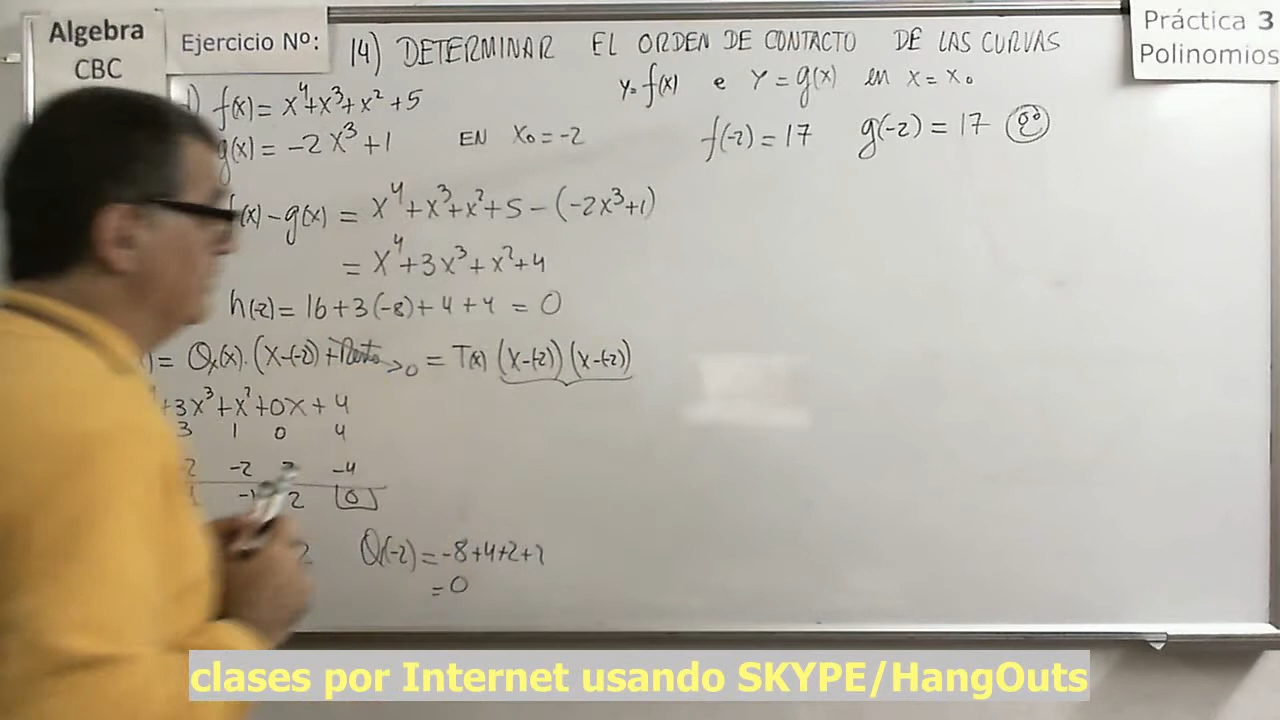 Algebra
CBC
Ejercicio Nº:
Práctica 3
Polinomios
14) DETERMINAR EL ORDEN DE CONTACTO DE LAS CURVAS
y=f(x) e y=g(x) en x=x₀
) f(x)= x⁴+x³+x²+5
g(x)= -2x³+1 EN x₀=-2 f(-2)=17 g(-2)=17
(x)-g(x) = x⁴+x³+x²+5-(-2x³+1)
= x⁴+3x³+x²+4
h(-2)= 16+3(-8)+4+4 = 0
)= Q(x).(x-(-2))+Resto→0 = T(x) (x-(-2))(x-(-2))
+3x³+x²+0x+4
3 1 0 4
2 -2 -4
-1 2 0
2 Q(-2)=-8+4+2+2
=0
clases por Internet usando SKYPE/HangOuts